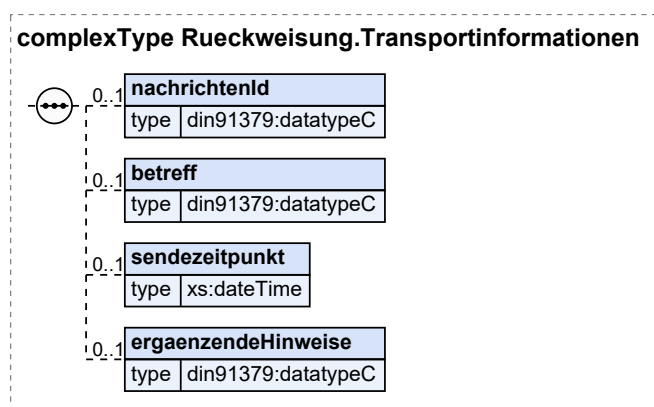 complexType Rueckweisung.Transportinformationen
0..1 nachrichtenId
type din91379:datatypeC
0..1 betreff
type din91379:datatypeC
0..1 sendezeitpunkt
type xs:dateTime
0..1 ergaenzendeHinweise
type din91379:datatypeC